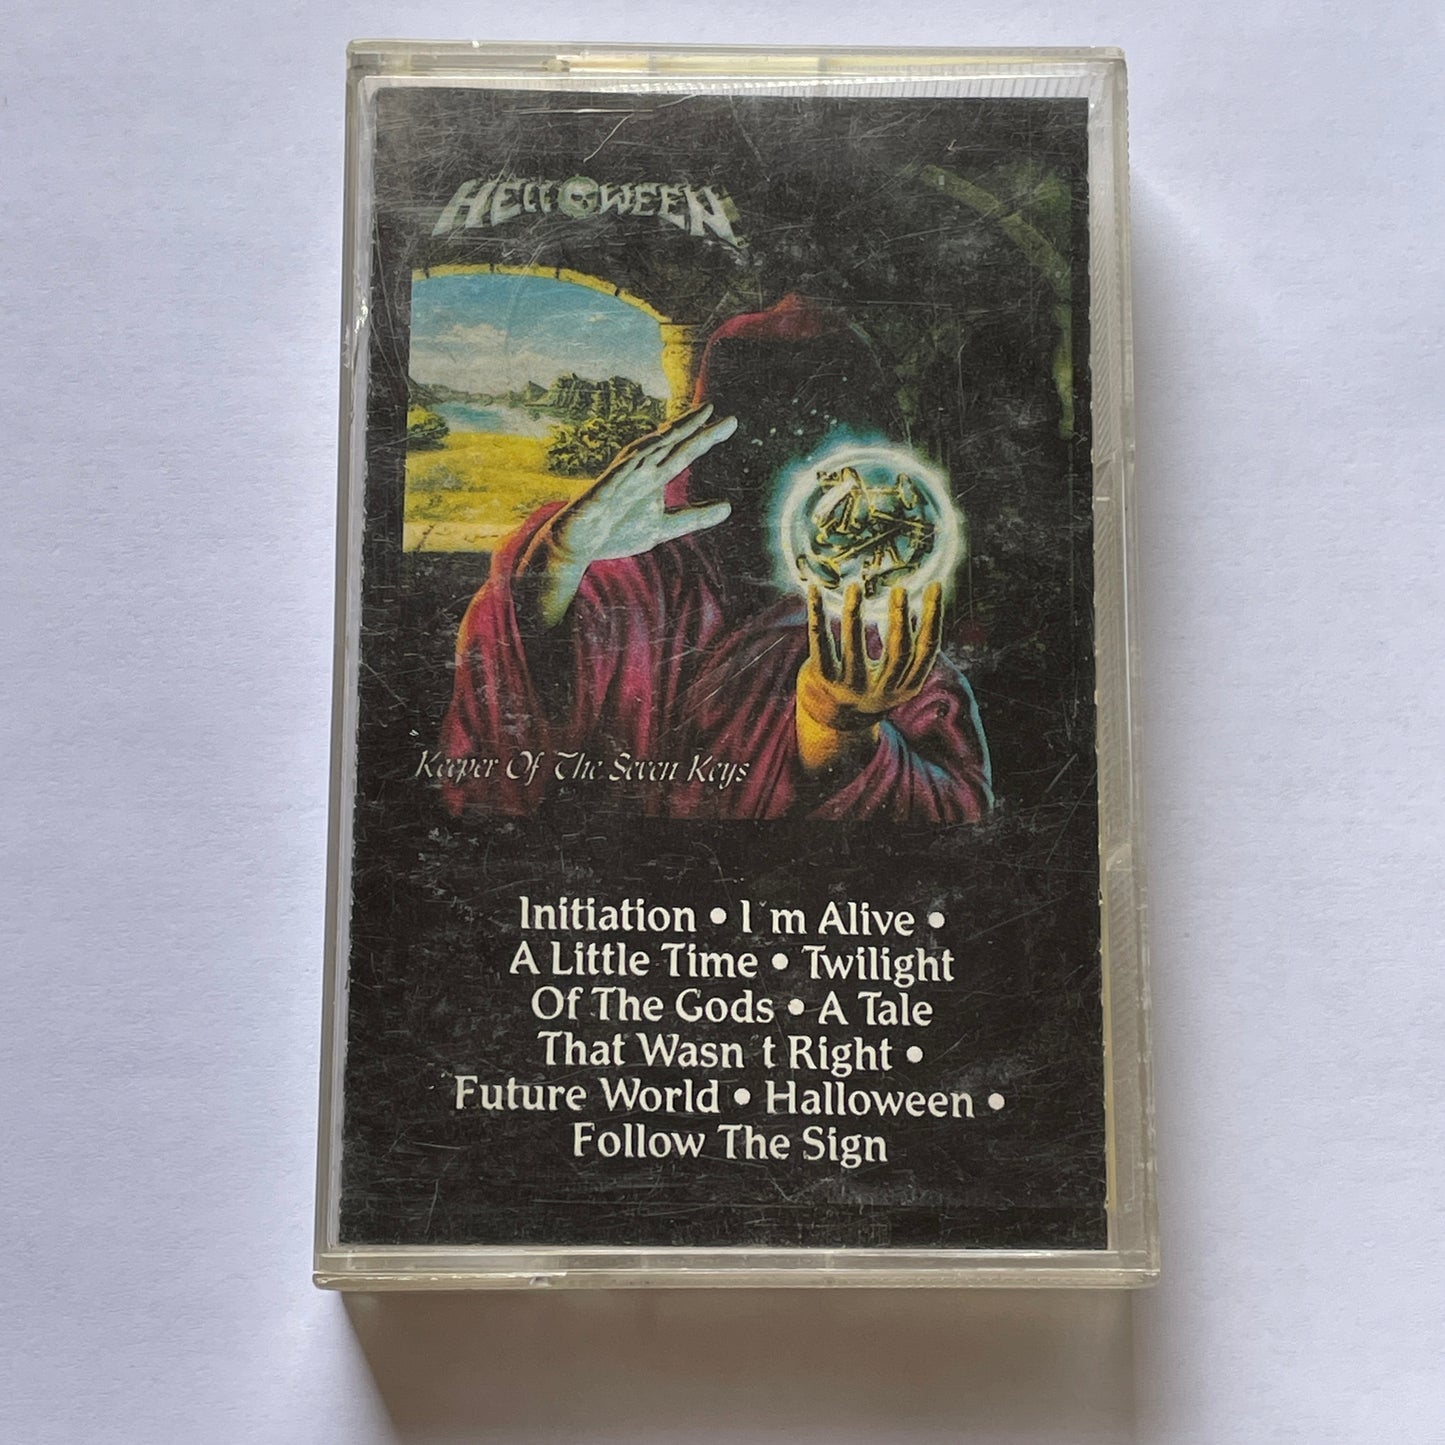 HELLOWEEN
Keeper Of The Seven Keys
Initiation • I´m Alive •
A Little Time • Twilight
Of The Gods • A Tale
That Wasn´t Right •
Future World • Halloween •
Follow The Sign